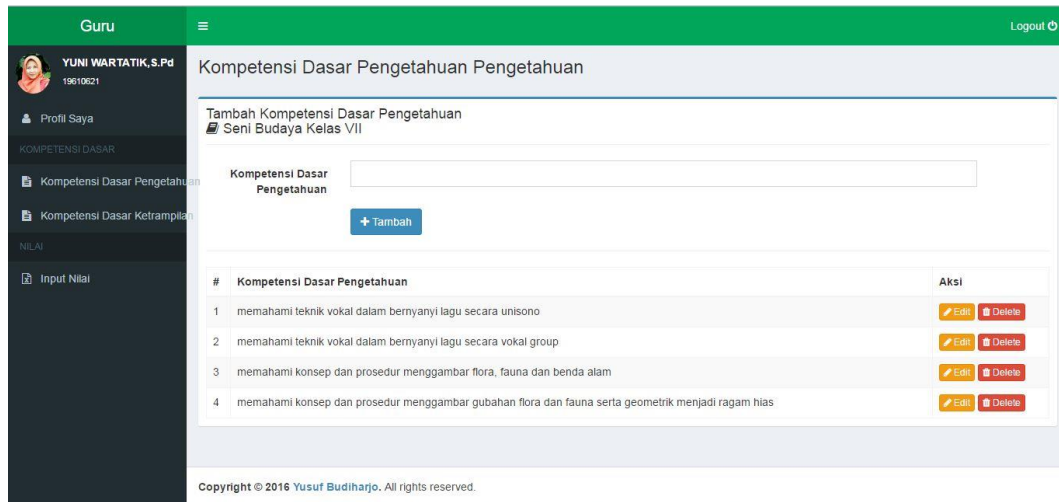 Guru
Logout
YUNI WARTATIK,S.Pd
19610621
Profil Saya
KOMPETENSI DASAR
Kompetensi Dasar Pengetahuan
Kompetensi Dasar Ketrampilan
NILAI
Input Nilai
Kompetensi Dasar Pengetahuan Pengetahuan
Tambah Kompetensi Dasar Pengetahuan
Seni Budaya Kelas VII
Kompetensi Dasar
Pengetahuan
+ Tambah
# Kompetensi Dasar Pengetahuan Aksi
1 memahami teknik vokal dalam bernyanyi lagu secara unisono Edit Delete
2 memahami teknik vokal dalam bernyanyi lagu secara vokal group Edit Delete
3 memahami konsep dan prosedur menggambar flora, fauna dan benda alam Edit Delete
4 memahami konsep dan prosedur menggambar gubahan flora dan fauna serta geometrik menjadi ragam hias Edit Delete
Copyright © 2016 Yusuf Budiharjo. All rights reserved.